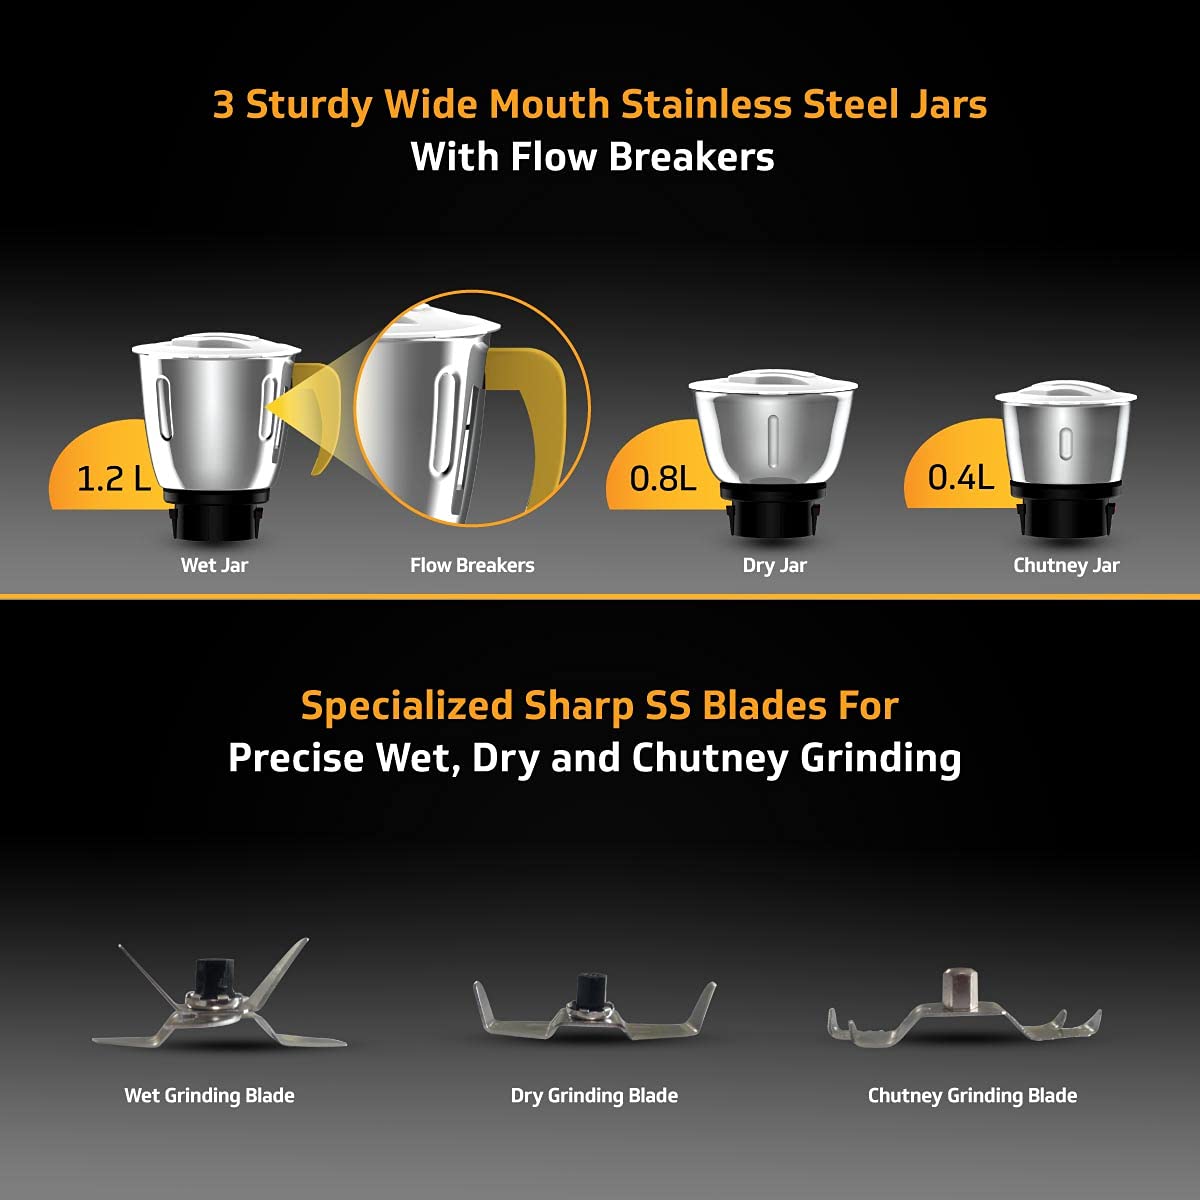 3 Sturdy Wide Mouth Stainless Steel Jars
With Flow Breakers
1.2 L
0.8L
0.4L
Wet Jar
Flow Breakers
Dry Jar
Chutney Jar
Specialized Sharp SS Blades For
Precise Wet, Dry and Chutney Grinding
Wet Grinding Blade
Dry Grinding Blade
Chutney Grinding Blade